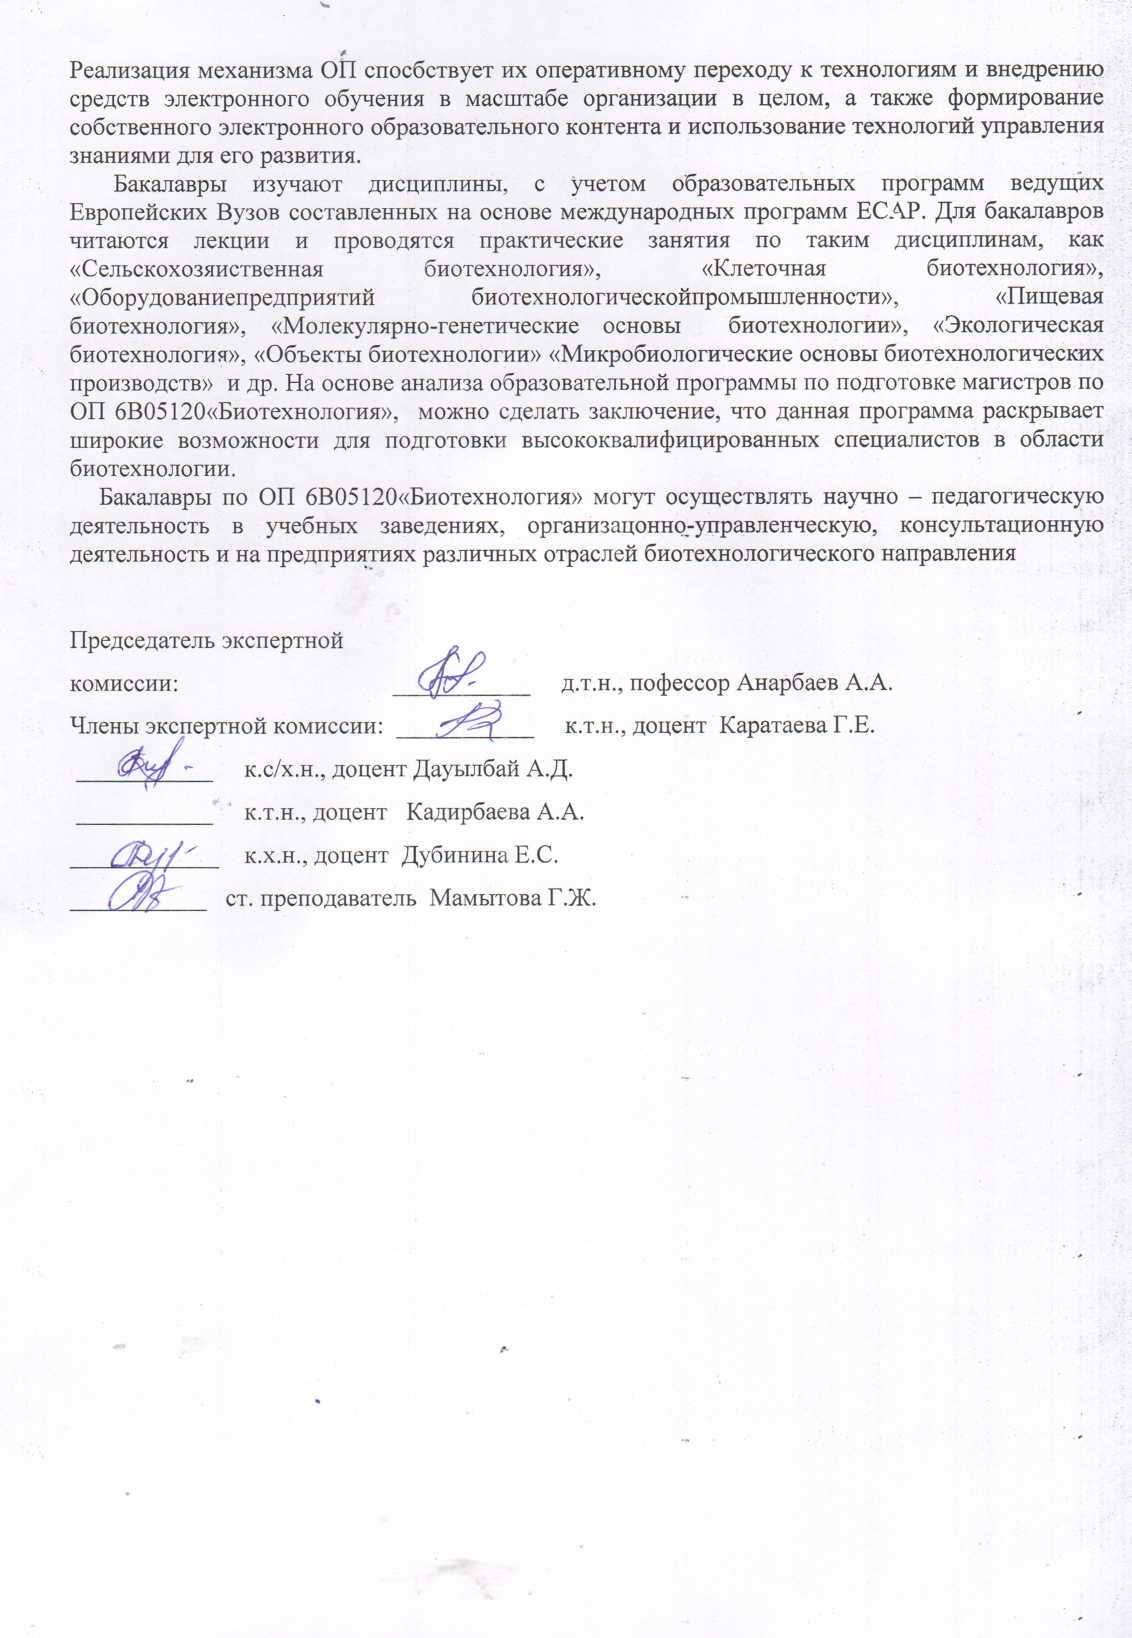 Реализация механизма ОП спосбствует их оперативному переходу к технологиям и внедрению
средств электронного обучения в масштабе организации в целом, а также формирование
собственного электронного образовательного контента и использование технологий управления
знаниями для его развития.
Бакалавры изучают дисциплины, с учетом образовательных программ ведущих
Европейских Вузов составленных на основе международных программ ЕСАР. Для бакалавров
читаются лекции и проводятся практические занятия по таким дисциплинам, как
«Сельскохозяиственная биотехнология», «Клеточная биотехнология»,
«Оборудованиепредприятий биотехнологическойпромышленности», «Пищевая
биотехнология», «Молекулярно-генетические основы биотехнологии», «Экологическая
биотехнология», «Объекты биотехнологии» «Микробиологические основы биотехнологических
производств» и др. На основе анализа образовательной программы по подготовке магистров по
ОП 6В05120«Биотехнология», можно сделать заключение, что данная программа раскрывает
широкие возможности для подготовки высококвалифицированных специалистов в области
биотехнологии.
Бакалавры по ОП 6В05120«Биотехнология» могут осуществлять научно – педагогическую
деятельность в учебных заведениях, организацонно-управленческую, консультационную
деятельность и на предприятиях различных отраслей биотехнологического направления
Председатель экспертной
комиссии: ___________ д.т.н., пофессор Анарбаев А.А.
Члены экспертной комиссии: ___________ к.т.н., доцент Каратаева Г.Е.
___________ к.с/х.н., доцент Дауылбай А.Д.
___________ к.т.н., доцент Кадирбаева А.А.
____________ к.х.н., доцент Дубинина Е.С.
___________ ст. преподаватель Мамытова Г.Ж.